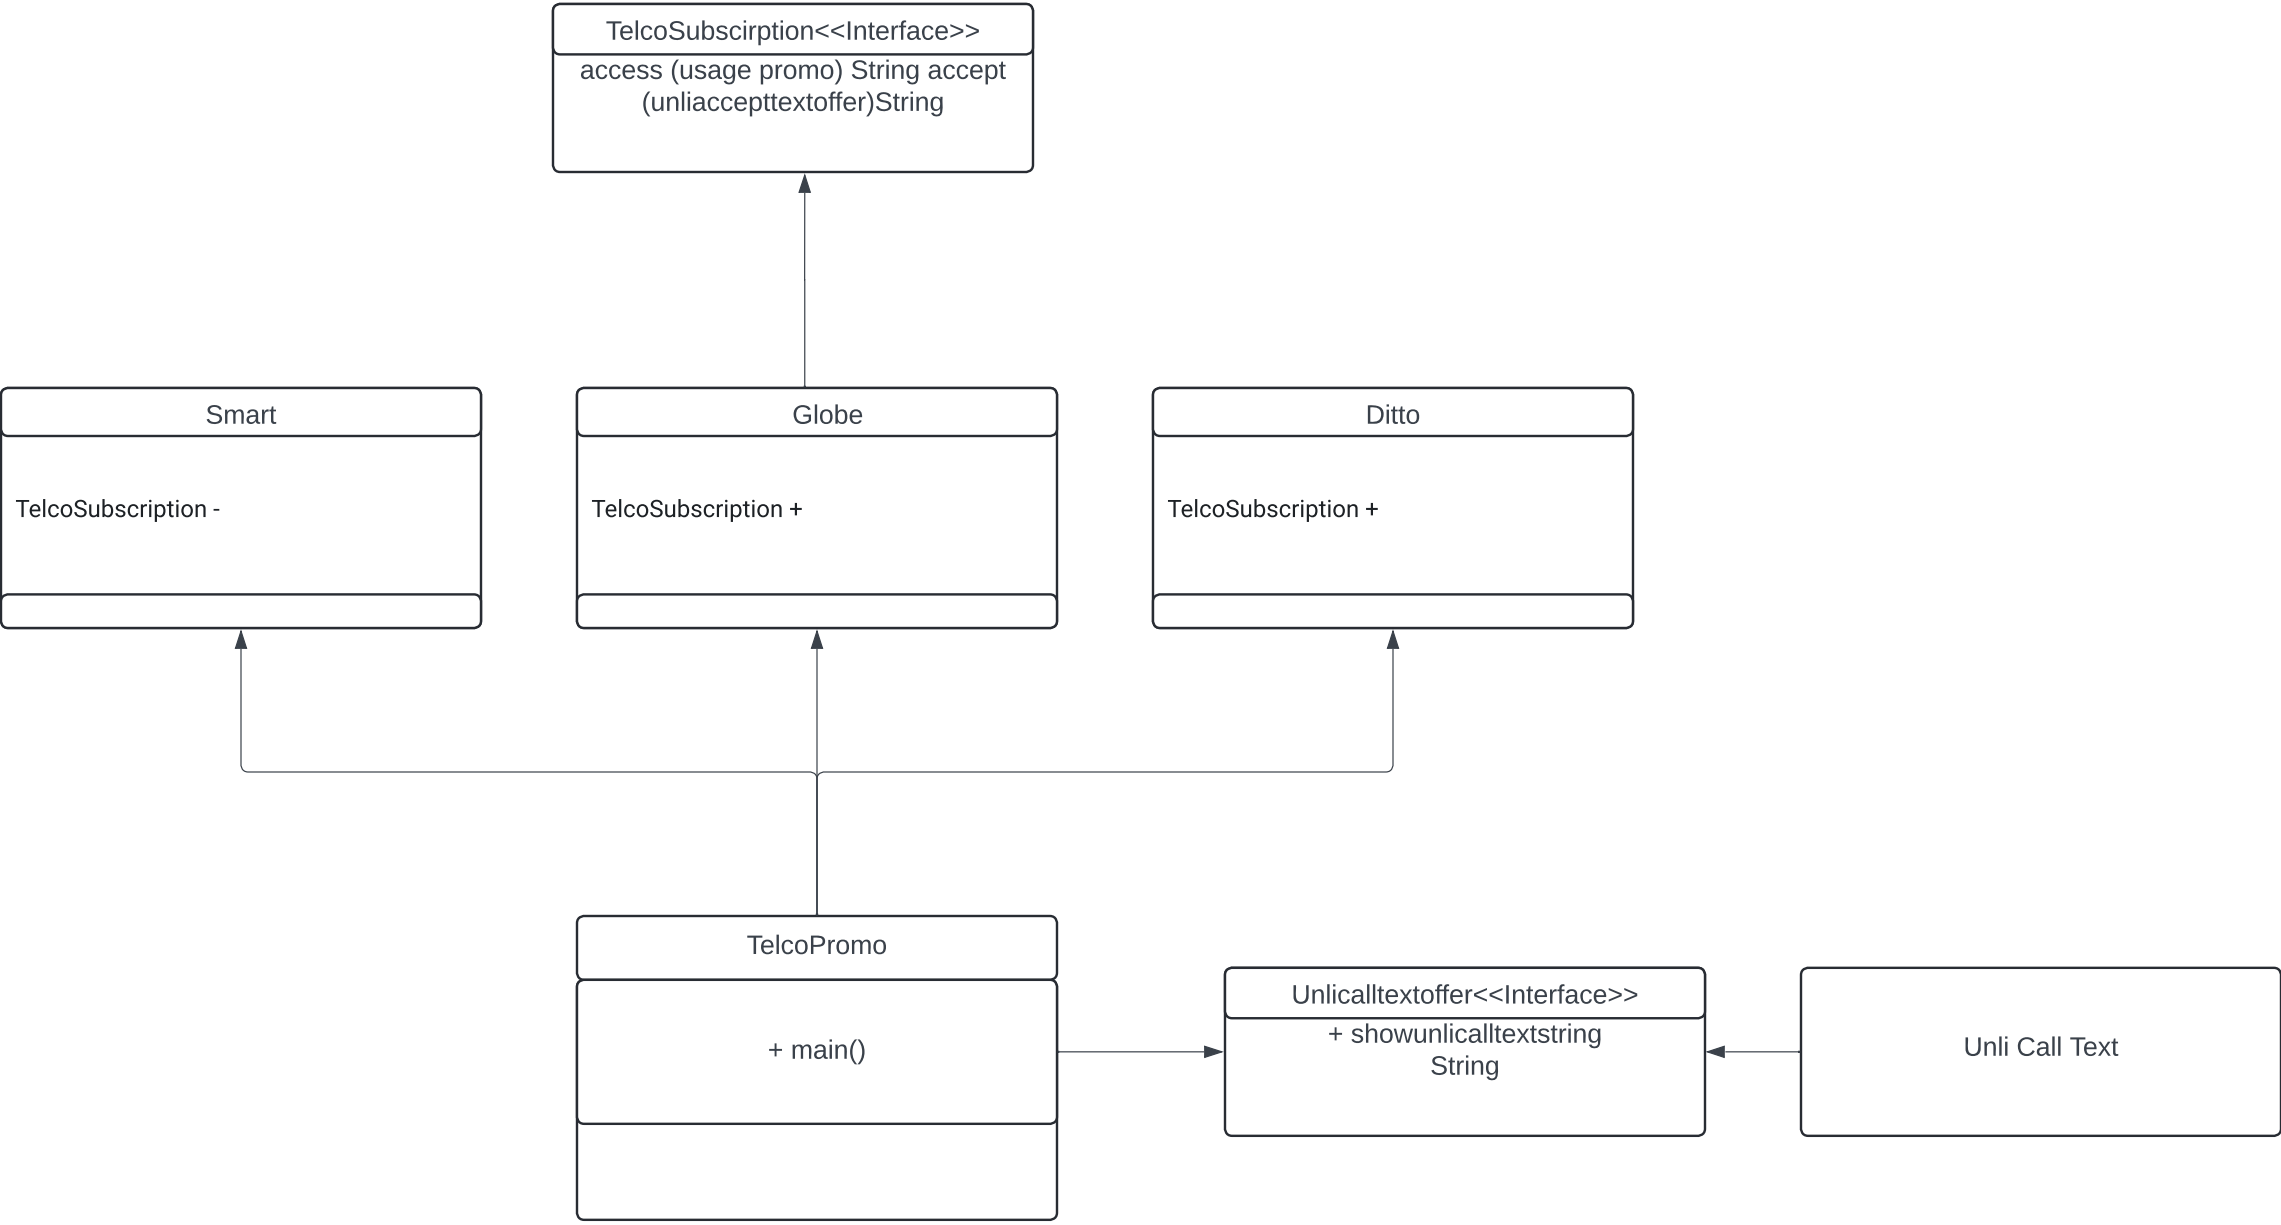 TelcoSubscirption<<Interface>>
access (usage promo) String accept
(unliaccepttextoffer)String
Smart
Globe
Ditto
TelcoSubscription -
TelcoSubscription +
TelcoSubscription +
TelcoPromo
+ main()
Unlicalltextoffer<<Interface>>
+ showunlicalltextstring
String
Unli Call Text